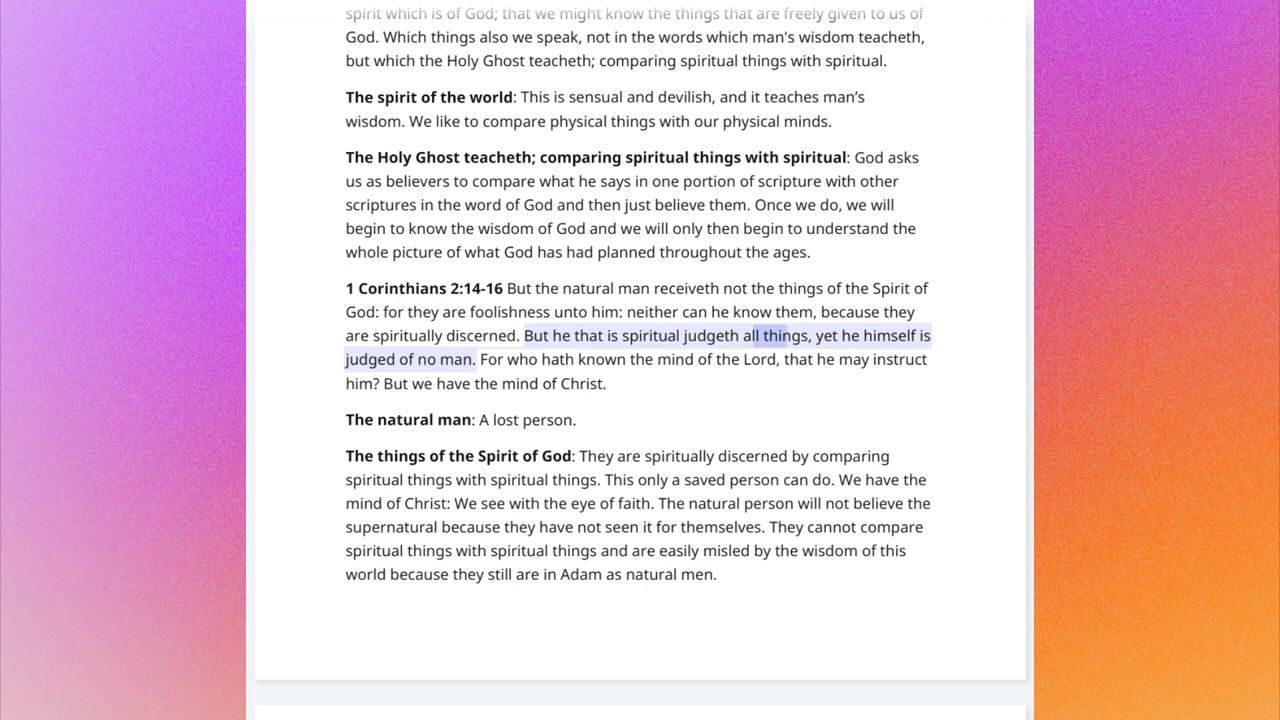 spirit which is of God; that we might know the things that are freely given to us of
God. Which things also we speak, not in the words which man's wisdom teacheth,
but which the Holy Ghost teacheth; comparing spiritual things with spiritual.
The spirit of the world: This is sensual and devilish, and it teaches man’s
wisdom. We like to compare physical things with our physical minds.
The Holy Ghost teacheth; comparing spiritual things with spiritual: God asks
us as believers to compare what he says in one portion of scripture with other
scriptures in the word of God and then just believe them. Once we do, we will
begin to know the wisdom of God and we will only then begin to understand the
whole picture of what God has had planned throughout the ages.
1 Corinthians 2:14-16 But the natural man receiveth not the things of the Spirit of
God: for they are foolishness unto him: neither can he know them, because they
are spiritually discerned. But he that is spiritual judgeth all things, yet he himself is
judged of no man. For who hath known the mind of the Lord, that he may instruct
him? But we have the mind of Christ.
The natural man: A lost person.
The things of the Spirit of God: They are spiritually discerned by comparing
spiritual things with spiritual things. This only a saved person can do. We have the
mind of Christ: We see with the eye of faith. The natural person will not believe the
supernatural because they have not seen it for themselves. They cannot compare
spiritual things with spiritual things and are easily misled by the wisdom of this
world because they still are in Adam as natural men.